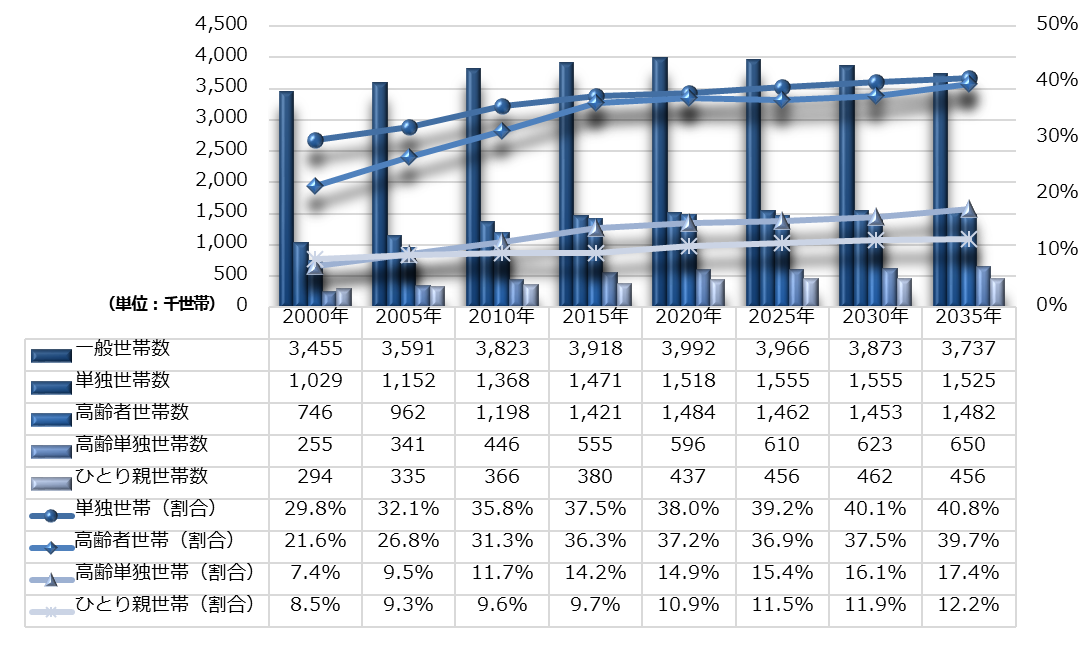 4,500 50%
4,000
3,500 40%
3,000
2,500 30%
2,000 20%
1,500
1,000 10%
500
（単位：千世帯） 0 0%
2000年 2005年 2010年 2015年 2020年 2025年 2030年 2035年
一般世帯数 3,455 3,591 3,823 3,918 3,992 3,966 3,873 3,737
単独世帯数 1,029 1,152 1,368 1,471 1,518 1,555 1,555 1,525
高齢者世帯数 746 962 1,198 1,421 1,484 1,462 1,453 1,482
高齢単独世帯数 255 341 446 555 596 610 623 650
ひとり親世帯数 294 335 366 380 437 456 462 456
単独世帯（割合） 29.8% 32.1% 35.8% 37.5% 38.0% 39.2% 40.1% 40.8%
高齢者世帯（割合） 21.6% 26.8% 31.3% 36.3% 37.2% 36.9% 37.5% 39.7%
高齢単独世帯（割合） 7.4% 9.5% 11.7% 14.2% 14.9% 15.4% 16.1% 17.4%
ひとり親世帯（割合） 8.5% 9.3% 9.6% 9.7% 10.9% 11.5% 11.9% 12.2%